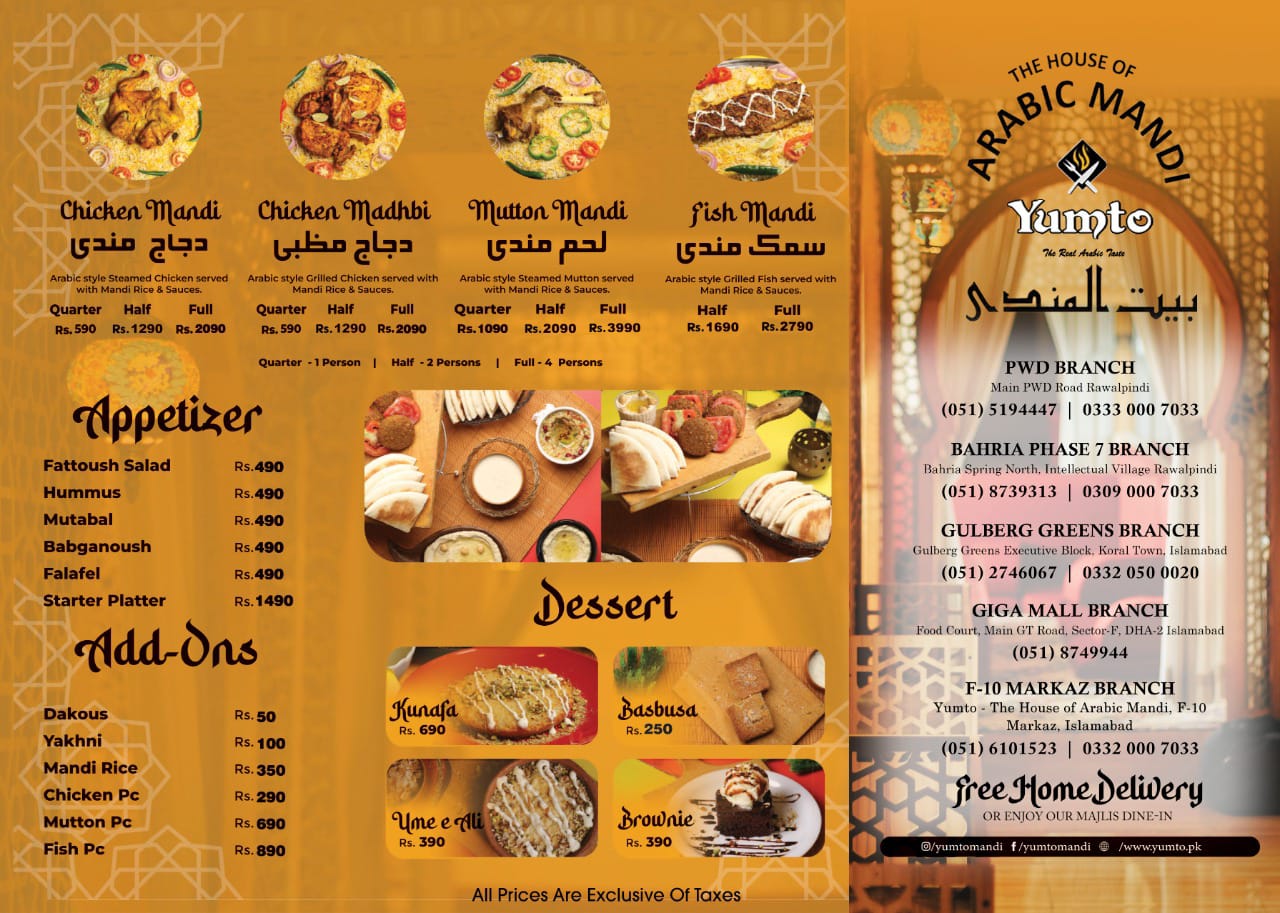 Chicken Mandi
دجاج مندي
Arabic style Steamed Chicken served
with Mandi Rice & Sauces.
Quarter Half Full
Rs. 590 Rs. 1290 Rs. 2090
Chicken Madhbi
دجاج مظبي
Arabic style Grilled Chicken served with
Mandi Rice & Sauces.
Quarter Half Full
Rs. 590 Rs. 1290 Rs. 2090
Mutton Mandi
لحم مندي
Arabic style Steamed Mutton served
with Mandi Rice & Sauces.
Quarter Half Full
Rs. 1090 Rs. 2090 Rs. 3990
Fish Mandi
سمك مندي
Arabic style Grilled Fish served with
Mandi Rice & Sauces.
Half Full
Rs. 1690 Rs. 2790
Quarter - 1 Person | Half - 2 Persons | Full - 4 Persons
Appetizer
Fattoush Salad Rs. 490
Hummus Rs. 490
Mutabal Rs. 490
Babganoush Rs. 490
Falafel Rs. 490
Starter Platter Rs. 1490
Add-Ons
Dakous Rs. 50
Yakhni Rs. 100
Mandi Rice Rs. 350
Chicken Pc Rs. 290
Mutton Pc Rs. 690
Fish Pc Rs. 890
Dessert
Kunafa
Rs. 690
Basbusa
Rs. 250
Ume e Ali
Rs. 390
Brownie
Rs. 390
All Prices Are Exclusive Of Taxes
THE HOUSE OF
ARABIC MANDI
Yumto
The Real Arabic Taste
بيت المندي
PWD BRANCH
Main PWD Road Rawalpindi
(051) 5194447 | 0333 000 7033
BAHRIA PHASE 7 BRANCH
Bahria Spring North, Intellectual Village Rawalpindi
(051) 8739313 | 0309 000 7033
GULBERG GREENS BRANCH
Gulberg Greens Executive Block, Koral Town, Islamabad
(051) 2746067 | 0332 050 0020
GIGA MALL BRANCH
Food Court, Main GT Road, Sector-F, DHA-2 Islamabad
(051) 8749944
F-10 MARKAZ BRANCH
Yumto - The House of Arabic Mandi, F-10
Markaz, Islamabad
(051) 6101523 | 0332 000 7033
Free Home Delivery
OR ENJOY OUR MAJLIS DINE-IN
/yumtomandi f /yumtomandi /www.yumto.pk